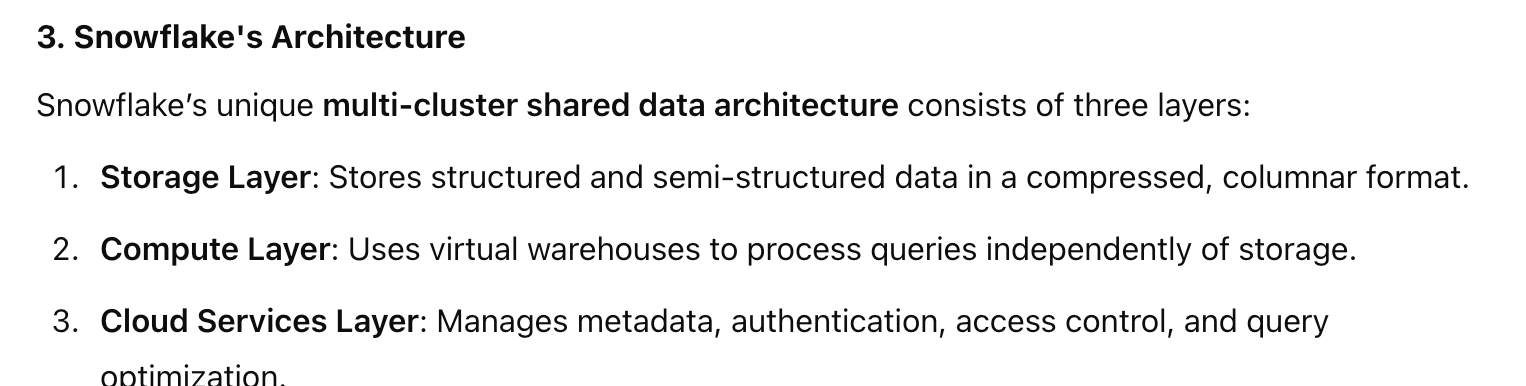 3. Snowflake's Architecture
Snowflake’s unique multi-cluster shared data architecture consists of three layers:
1. Storage Layer: Stores structured and semi-structured data in a compressed, columnar format.
2. Compute Layer: Uses virtual warehouses to process queries independently of storage.
3. Cloud Services Layer: Manages metadata, authentication, access control, and query
optimization.